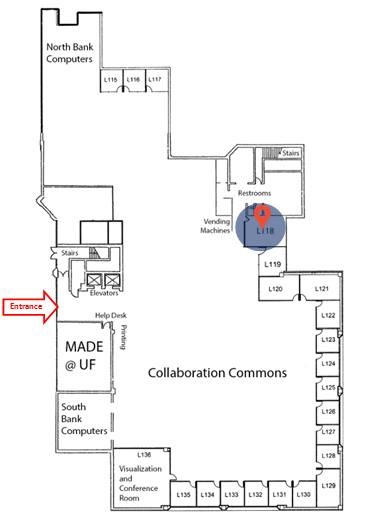 North Bank
Computers
L115
L116
L117
Stairs
Restrooms
Vending
Machines
L118
L119
L120
L121
Stairs
Elevators
Entrance
Help Desk
Printing
L122
L123
L124
L125
L126
L127
L128
L129
MADE
@ UF
Collaboration Commons
South
Bank
Computers
L136
Visualization
and
Conference
Room
L135
L134
L133
L132
L131
L130